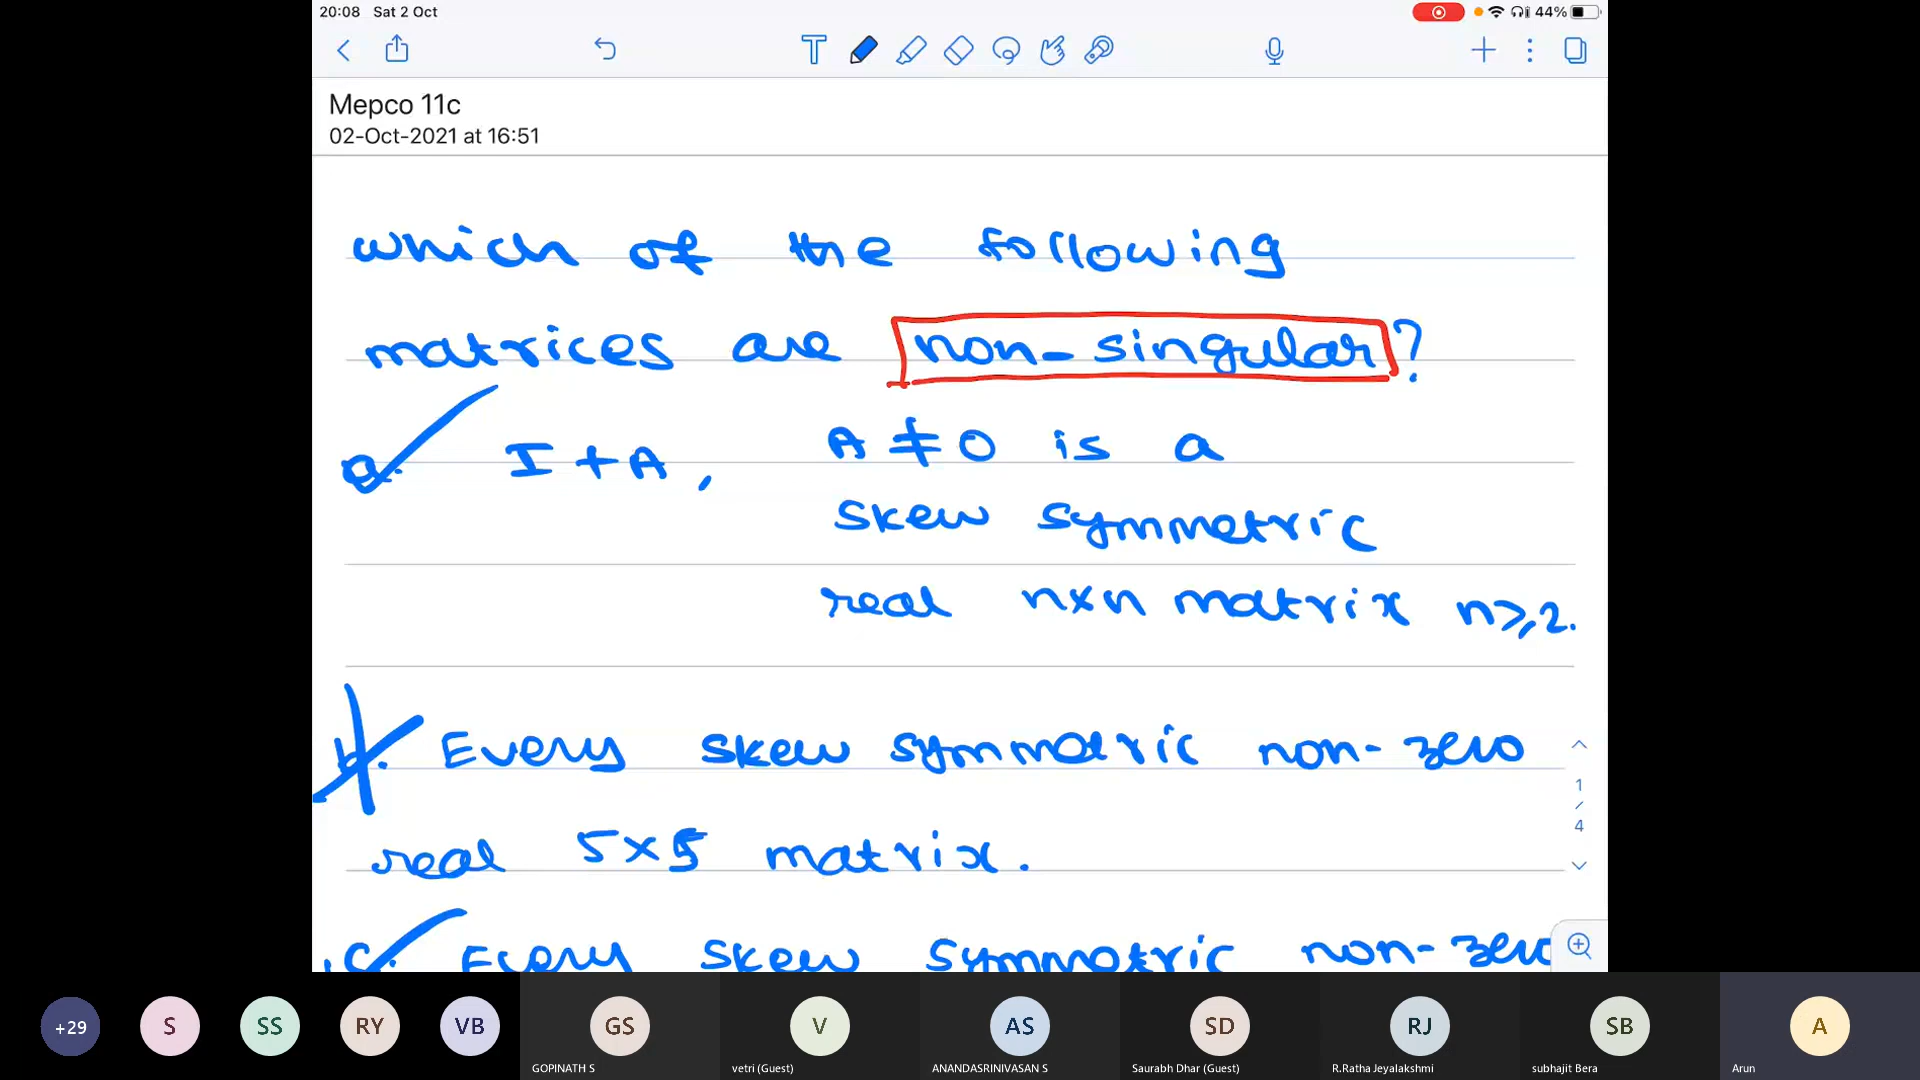 20:08 Sat 2 Oct
44%
Mepco 11c
02-Oct-2021 at 16:51
which of the following
matrices are non-singular?
a. I + A, A ≠ 0 is a
skew symmetric
real n×n matrix n⩾2.
b. Every skew symmetric non-zero
real 5×5 matrix.
c. Every skew symmetric non-zero
1
/
4
+29
S
SS
RY
VB
GS
V
AS
SD
RJ
SB
A
GOPINATH S
vetri (Guest)
ANANDASRINIVASAN S
Saurabh Dhar (Guest)
R.Ratha Jeyalakshmi
subhajit Bera
Arun